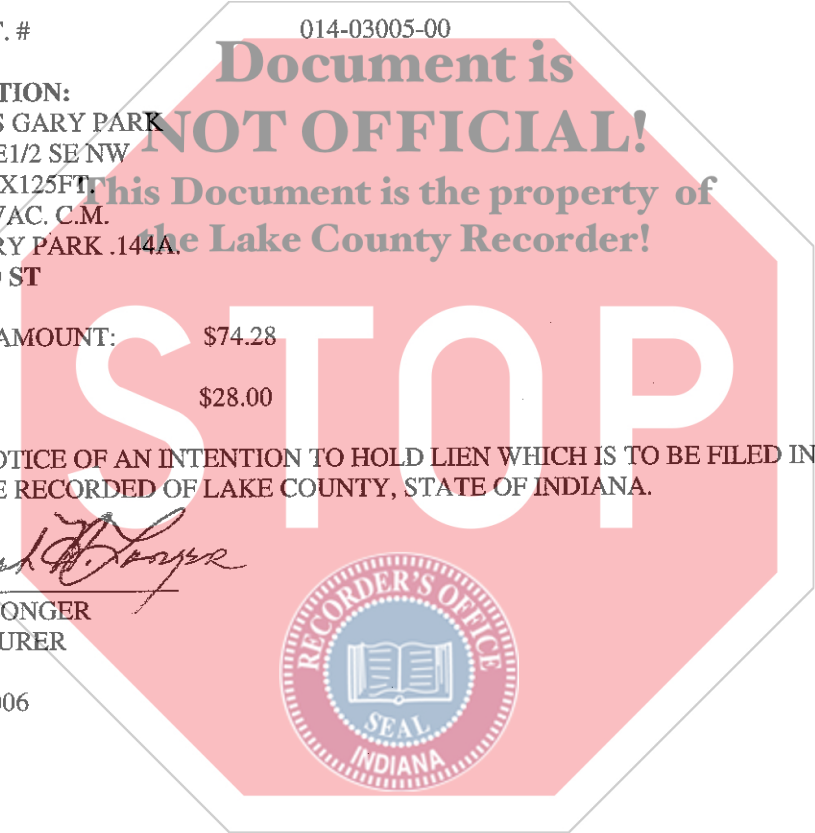 T. # 014-03005-00
Document is
TION:
S GARY PARK
NOT OFFICIAL!
E1/2 SE NW
X125FT.
This Document is the property of
VAC. C.M.
RY PARK .144A.
the Lake County Recorder!
ST
AMOUNT: $74.28
STOP
$28.00
OTICE OF AN INTENTION TO HOLD LIEN WHICH IS TO BE FILED IN
E RECORDED OF LAKE COUNTY, STATE OF INDIANA.
ONGER
URER
006
RECORDER'S OFFICE
SEAL
INDIANA